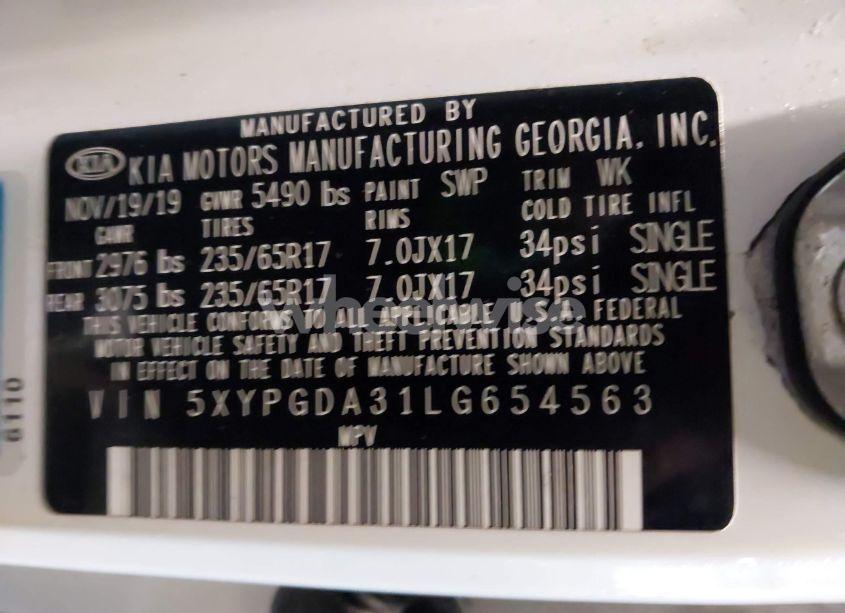 MANUFACTURED BY
KIA KIA MOTORS MANUFACTURING GEORGIA, INC.
NOV/19/19 GVWR 5490 lbs PAINT SWP TRIM WK
GAWR TIRES RIMS COLD TIRE INFL
FRONT 2976 lbs 235/65R17 7.0JX17 34psi SINGLE
REAR 3075 lbs 235/65R17 7.0JX17 34psi SINGLE
wheelwise
THIS VEHICLE CONFORMS TO ALL APPLICABLE U.S.A. FEDERAL
MOTOR VEHICLE SAFETY AND THEFT PREVENTION STANDARDS
IN EFFECT ON THE DATE OF MANUFACTURE SHOWN ABOVE
VIN 5XYPGDA31LG654563
MPV
6110